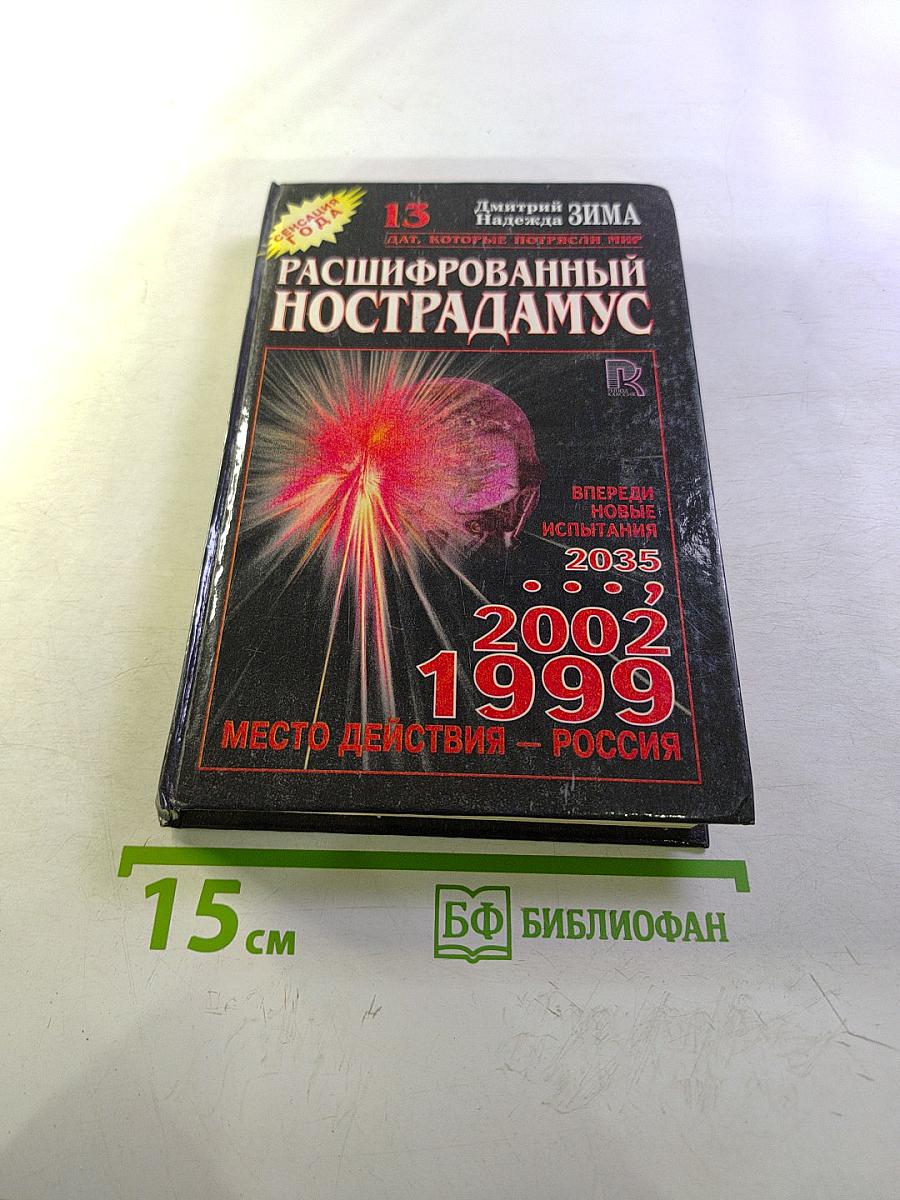 СЕНСАЦИЯ
ГОДА
13
Дмитрий
Надежда ЗИМА
ДАТ, КОТОРЫЕ ПОТРЯСЛИ МИР
РАСШИФРОВАННЫЙ
НОСТРАДАМУС
ВПЕРЕДИ
НОВЫЕ
ИСПЫТАНИЯ
2035
...,
2002
1999
МЕСТО ДЕЙСТВИЯ – РОССИЯ
15 см
БФ БИБЛИОФАН